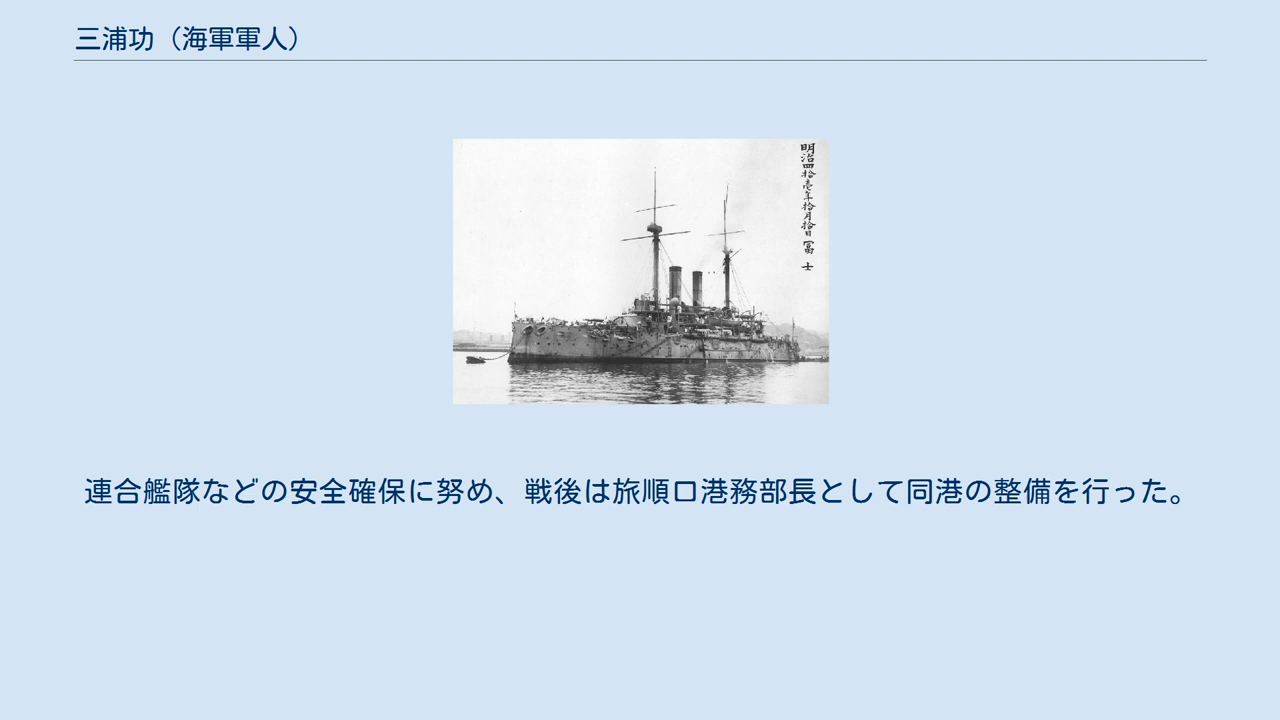 三浦功（海軍軍人）
明治四拾壱年拾月拾日 冨士
連合艦隊などの安全確保に努め、戦後は旅順口港務部長として同港の整備を行った。